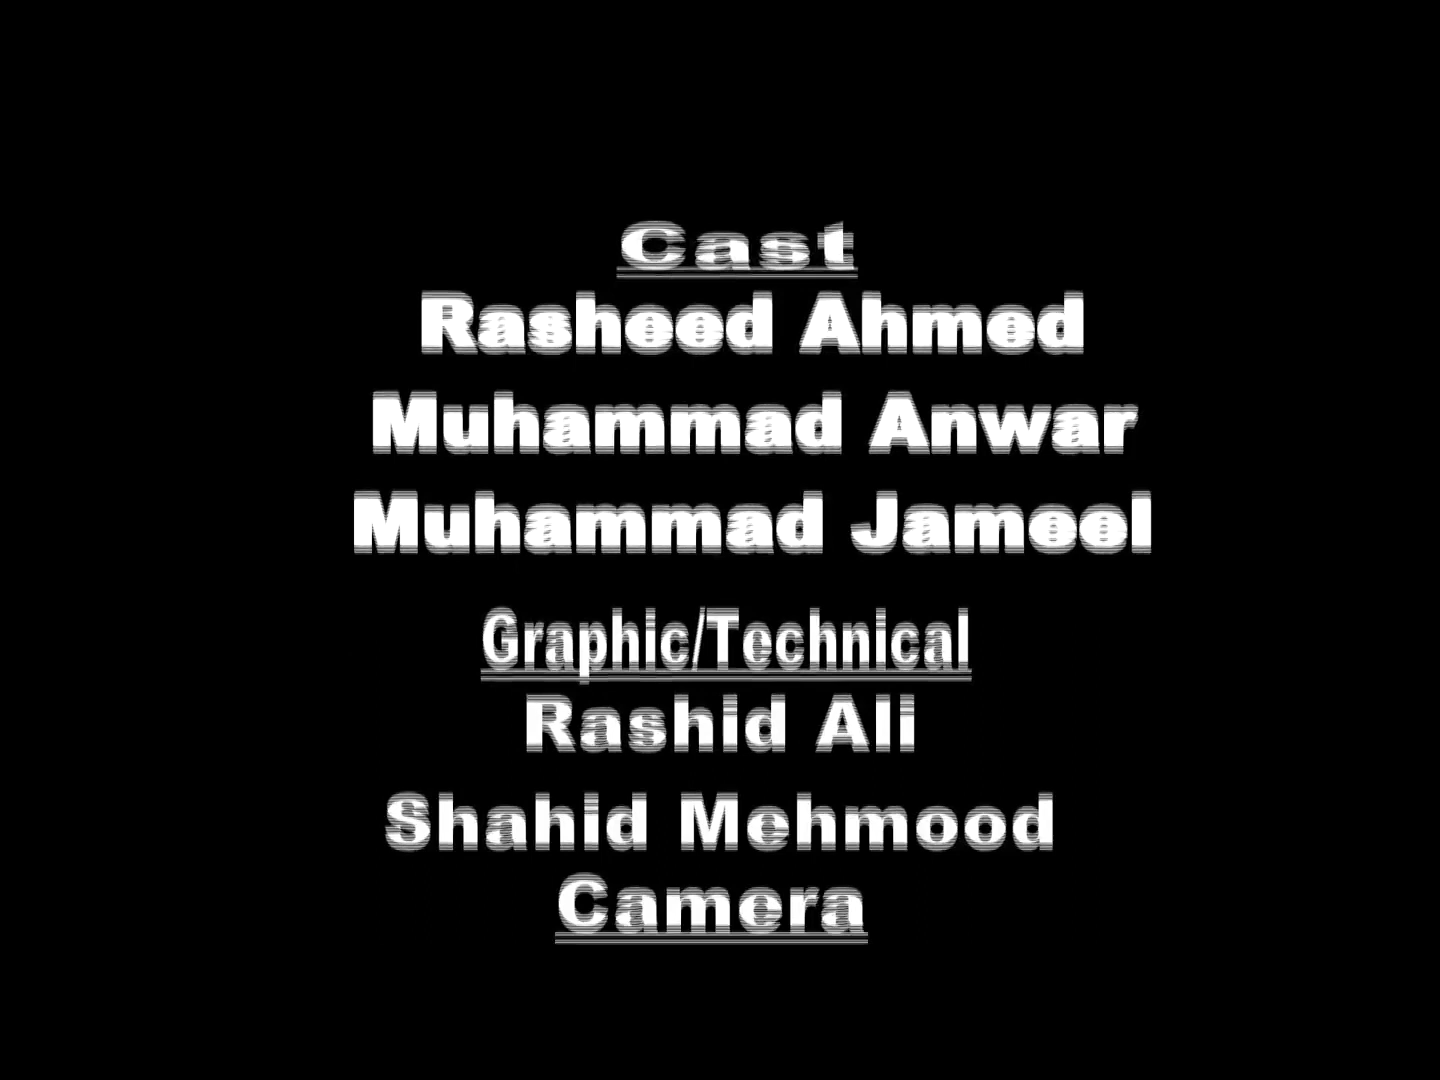 Cast
Rasheed Ahmed
Muhammad Anwar
Muhammad Jameel
Graphic/Technical
Rashid Ali
Shahid Mehmood
Camera